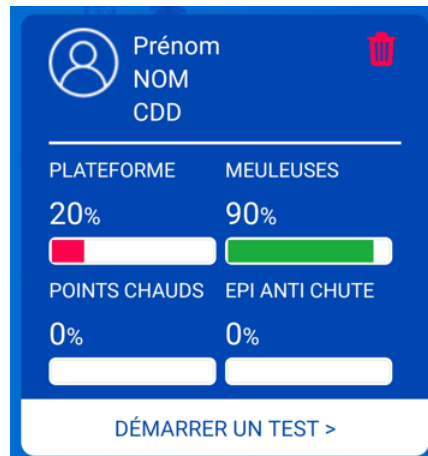 Prénom
NOM
CDD
PLATEFORME
MEULEUSES
20%
90%
POINTS CHAUDS
EPI ANTI CHUTE
0%
0%
DÉMARRER UN TEST >